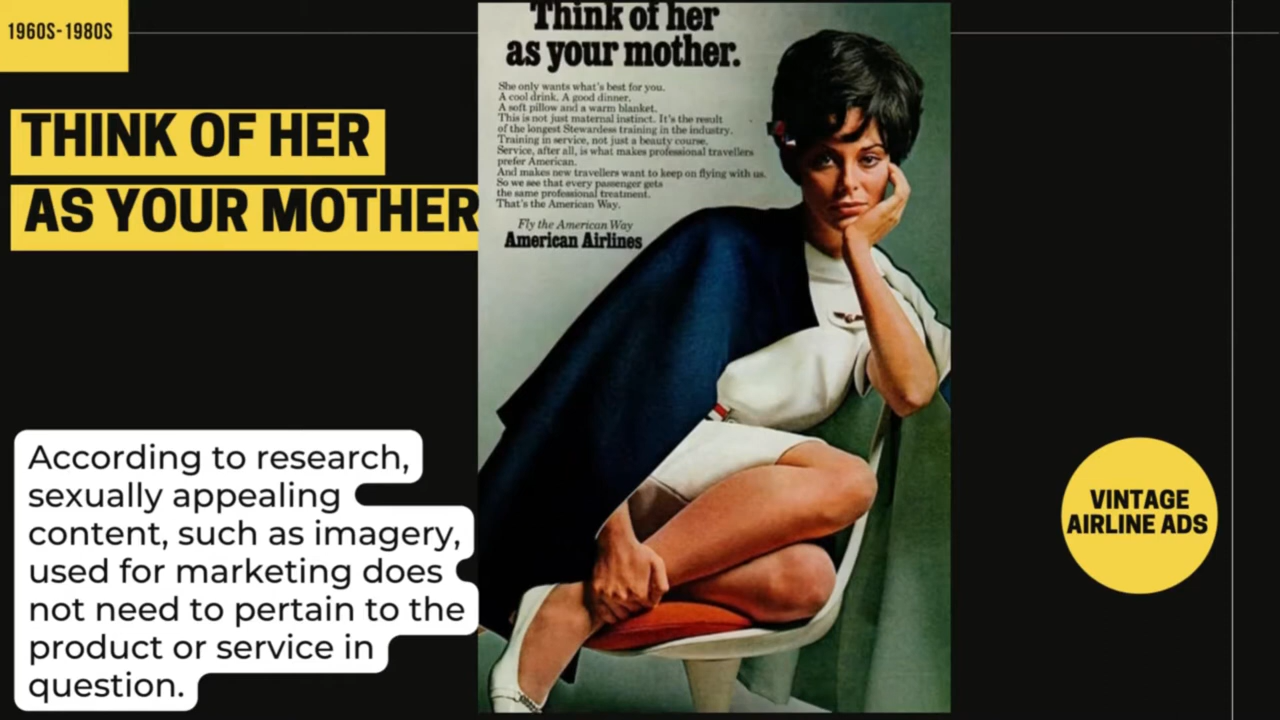 1960S-1980S
THINK OF HER
AS YOUR MOTHER
Think of her
as your mother.
She only wants what's best for you.
A cool drink. A good dinner.
A soft pillow and a warm blanket.
This is not just maternal instinct. It's the result
of the longest Stewardess training in the industry.
Training in service, not just a beauty course.
Service, after all, is what makes professional travellers
prefer American.
And makes new travellers want to keep on flying with us.
So we see that every passenger gets
the same professional treatment.
That's the American Way.
Fly the American Way
American Airlines
According to research,
sexually appealing
content, such as imagery,
used for marketing does
not need to pertain to the
product or service in
question.
VINTAGE
AIRLINE ADS